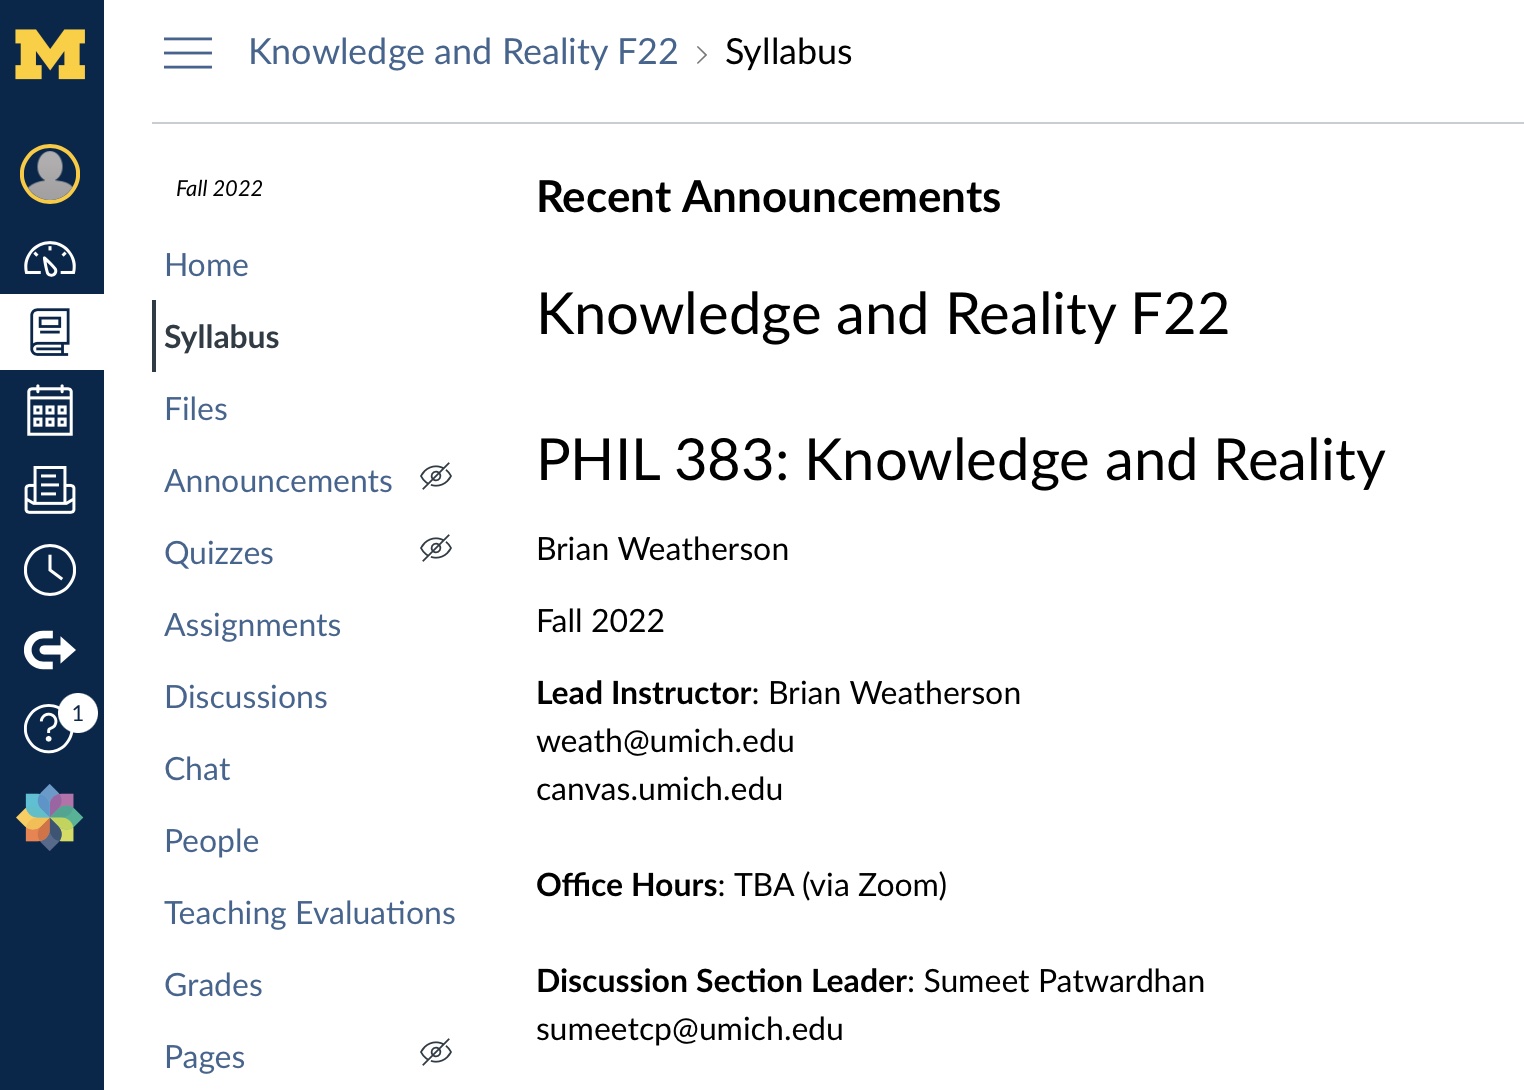 M
Knowledge and Reality F22 > Syllabus
Fall 2022
Home
Syllabus
Files
Announcements
Quizzes
Assignments
Discussions
Chat
People
Teaching Evaluations
Grades
Pages
1
Recent Announcements
Knowledge and Reality F22
PHIL 383: Knowledge and Reality
Brian Weatherson
Fall 2022
Lead Instructor: Brian Weatherson
weath@umich.edu
canvas.umich.edu
Office Hours: TBA (via Zoom)
Discussion Section Leader: Sumeet Patwardhan
sumeetcp@umich.edu